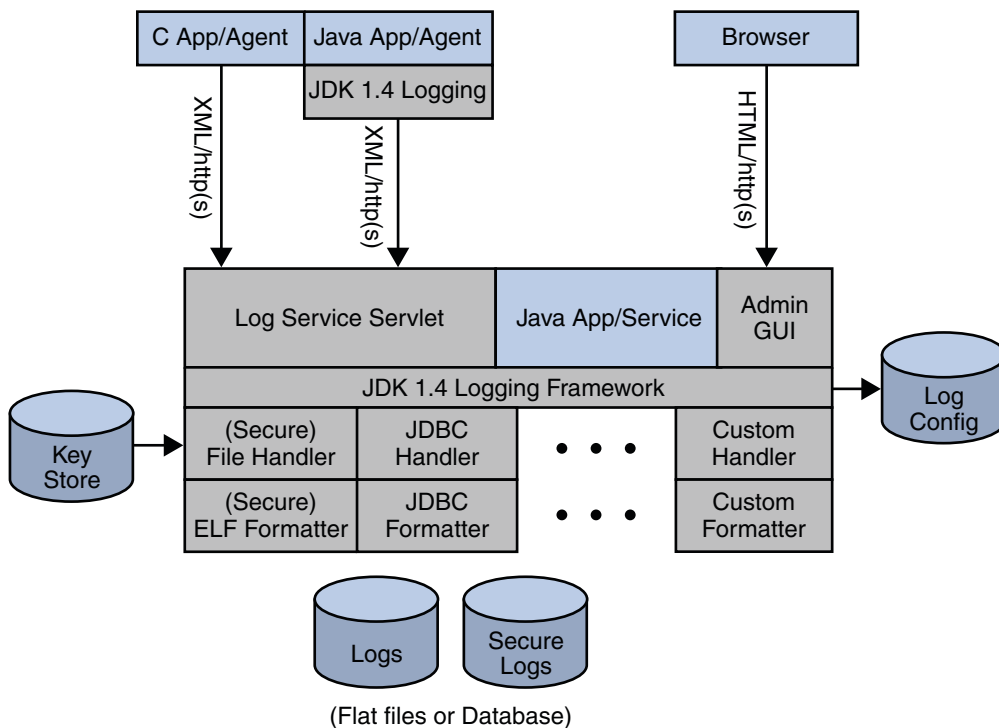 C App/Agent
Java App/Agent
Browser
JDK 1.4 Logging
XML/http(s)
XML/http(s)
HTML/http(s)
Log Service Servlet
Java App/Service
Admin
GUI
JDK 1.4 Logging Framework
Log
Config
Key
Store
(Secure)
File Handler
JDBC
Handler
Custom
Handler
(Secure)
ELF Formatter
JDBC
Formatter
Custom
Formatter
Logs
Secure
Logs
(Flat files or Database)